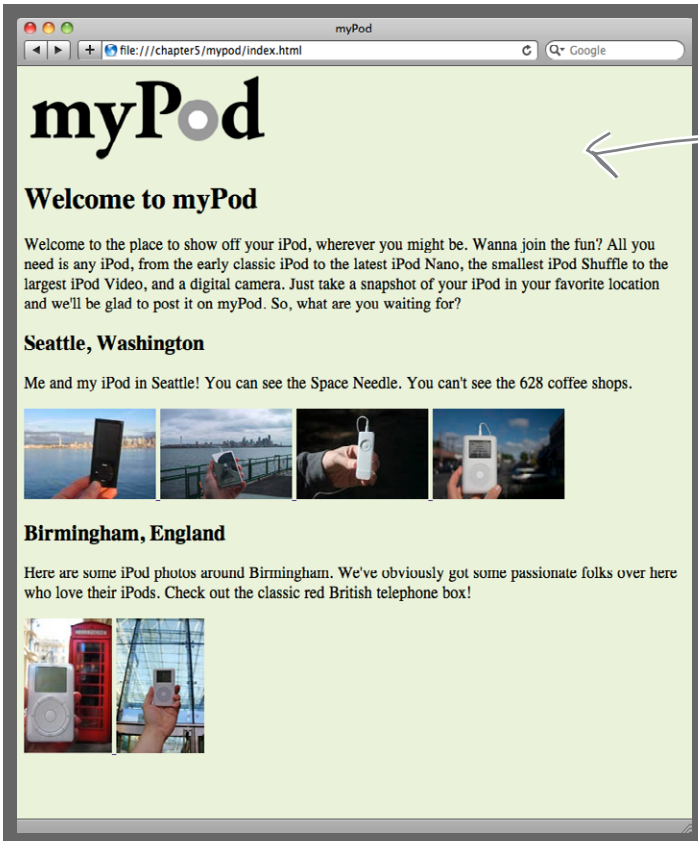 myPod
file:///chapter5/mypod/index.html
Google
myPod
Welcome to myPod
Welcome to the place to show off your iPod, wherever you might be. Wanna join the fun? All you
need is any iPod, from the early classic iPod to the latest iPod Nano, the smallest iPod Shuffle to the
largest iPod Video, and a digital camera. Just take a snapshot of your iPod in your favorite location
and we'll be glad to post it on myPod. So, what are you waiting for?
Seattle, Washington
Me and my iPod in Seattle! You can see the Space Needle. You can't see the 628 coffee shops.
Birmingham, England
Here are some iPod photos around Birmingham. We've obviously got some passionate folks over here
who love their iPods. Check out the classic red British telephone box!
TELEPHONE